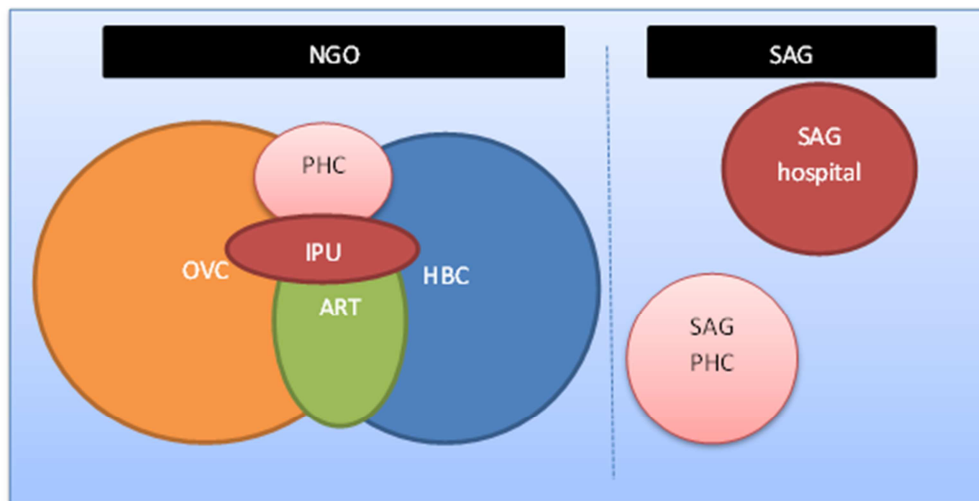 NGO
SAG
PHC
SAG
hospital
IPU
OVC
HBC
ART
SAG
PHC